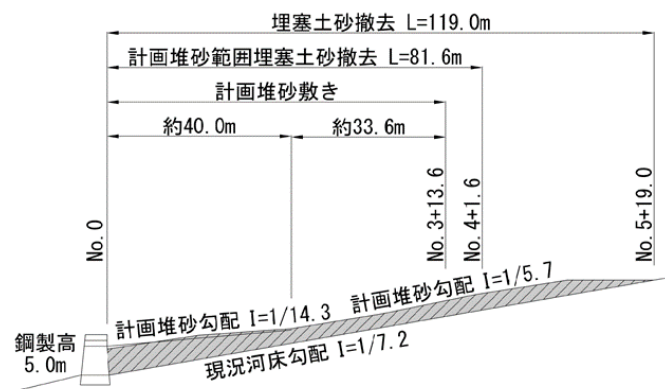 埋塞土砂撤去 L=119.0m
計画堆砂範囲埋塞土砂撤去 L=81.6m
計画堆砂敷き
約40.0m
約33.6m
No.0
No.3+13.6
No.4+1.6
No.5+19.0
計画堆砂勾配 I=1/14.3
計画堆砂勾配 I=1/5.7
鋼製高
5.0m
現況河床勾配 I=1/7.2